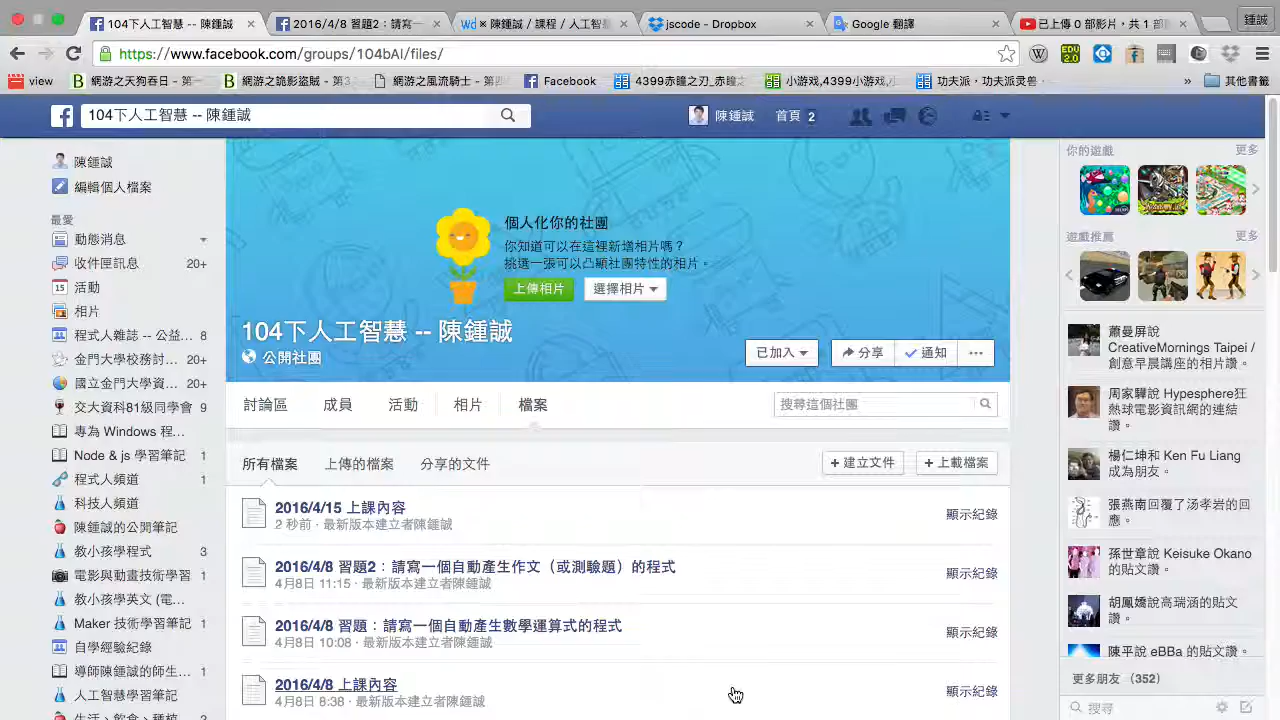 104下人工智慧 -- 陳鍾誠
2016/4/8 習題2：請寫一
× 陳鍾誠 / 課程 / 人工智慧
jscode - Dropbox
Google 翻譯
已上傳 0 部影片，共 1 部
鍾誠
https://www.facebook.com/groups/104bAI/files/
view
網游之天狗春日 - 第一
網游之詭影盜賊 - 第3
網游之風流騎士 - 第四
Facebook
4399赤瞳之刃,赤瞳之
小游戏,4399小游戏,小
功夫派，功夫派灵兽
»
其他書籤
104下人工智慧 -- 陳鍾誠
陳鍾誠
首頁 2
陳鍾誠
編輯個人檔案
最愛
動態消息
收件匣訊息 20+
活動
相片
程式人雜誌 -- 公益... 8
金門大學校務討... 20+
國立金門大學資... 20+
交大資科81級同學會 9
專為 Windows 程...
Node & js 學習筆記 1
程式人頻道 1
科技人頻道
陳鍾誠的公開筆記
教小孩學程式 3
電影與動畫技術學習 1
教小孩學英文 (電...
Maker 技術學習筆記 1
自學經驗紀錄
導師陳鍾誠的師生... 1
人工智慧學習筆記
生活、飲食、種植 2
個人化你的社團
你知道可以在這裡新增相片嗎？
挑選一張可以凸顯社團特性的相片。
上傳相片
選擇相片
104下人工智慧 -- 陳鍾誠
公開社團
已加入
分享
通知
討論區
成員
活動
相片
檔案
搜尋這個社團
所有檔案
上傳的檔案
分享的文件
+ 建立文件
+ 上載檔案
2016/4/15 上課內容
2 秒前 · 最新版本建立者陳鍾誠
顯示紀錄
2016/4/8 習題2：請寫一個自動產生作文（或測驗題）的程式
4月8日 11:15 · 最新版本建立者陳鍾誠
顯示紀錄
2016/4/8 習題：請寫一個自動產生數學運算式的程式
4月8日 10:08 · 最新版本建立者陳鍾誠
顯示紀錄
2016/4/8 上課內容
4月8日 8:38 · 最新版本建立者陳鍾誠
顯示紀錄
你的遊戲 更多
遊戲推薦 更多
蕭曼屏說
CreativeMornings Taipei /
創意早晨講座的相片讚。
周家驊說 Hypesphere狂
熱球電影資訊網的連結
讚。
楊仁坤和 Ken Fu Liang
成為朋友。
張燕南回覆了汤孝岩的回
應。
孫世章說 Keisuke Okano
的貼文讚。
胡鳳嬌說高瑞涵的貼文
讚。
陳平說 eBBa 的貼文讚。
更多朋友（352）
搜尋